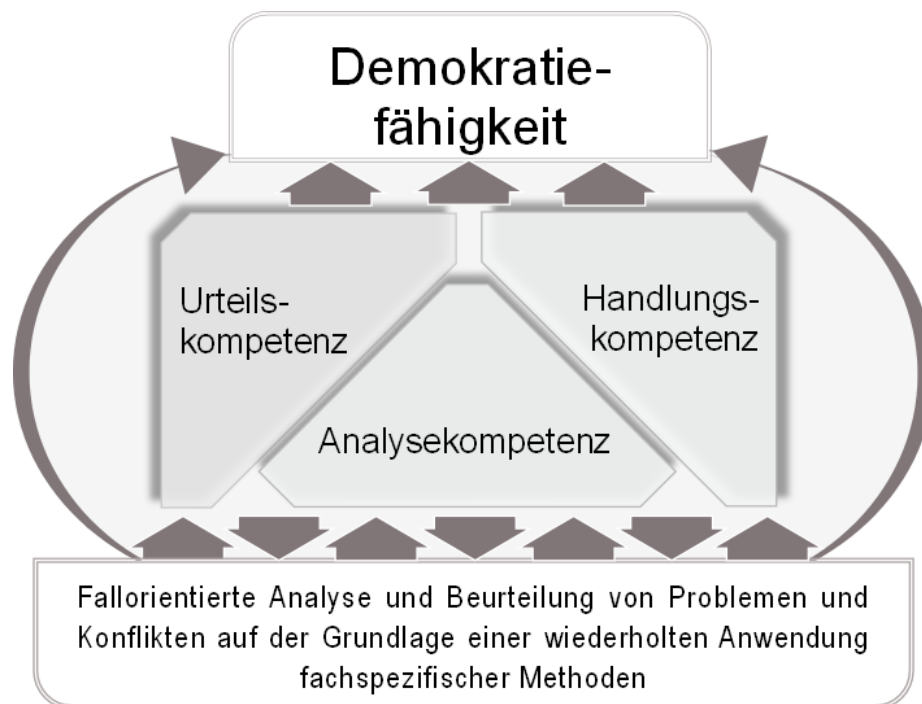 Demokratie-
fähigkeit
Urteils-
kompetenz
Handlungs-
kompetenz
Analysekompetenz
Fallorientierte Analyse und Beurteilung von Problemen und
Konflikten auf der Grundlage einer wiederholten Anwendung
fachspezifischer Methoden